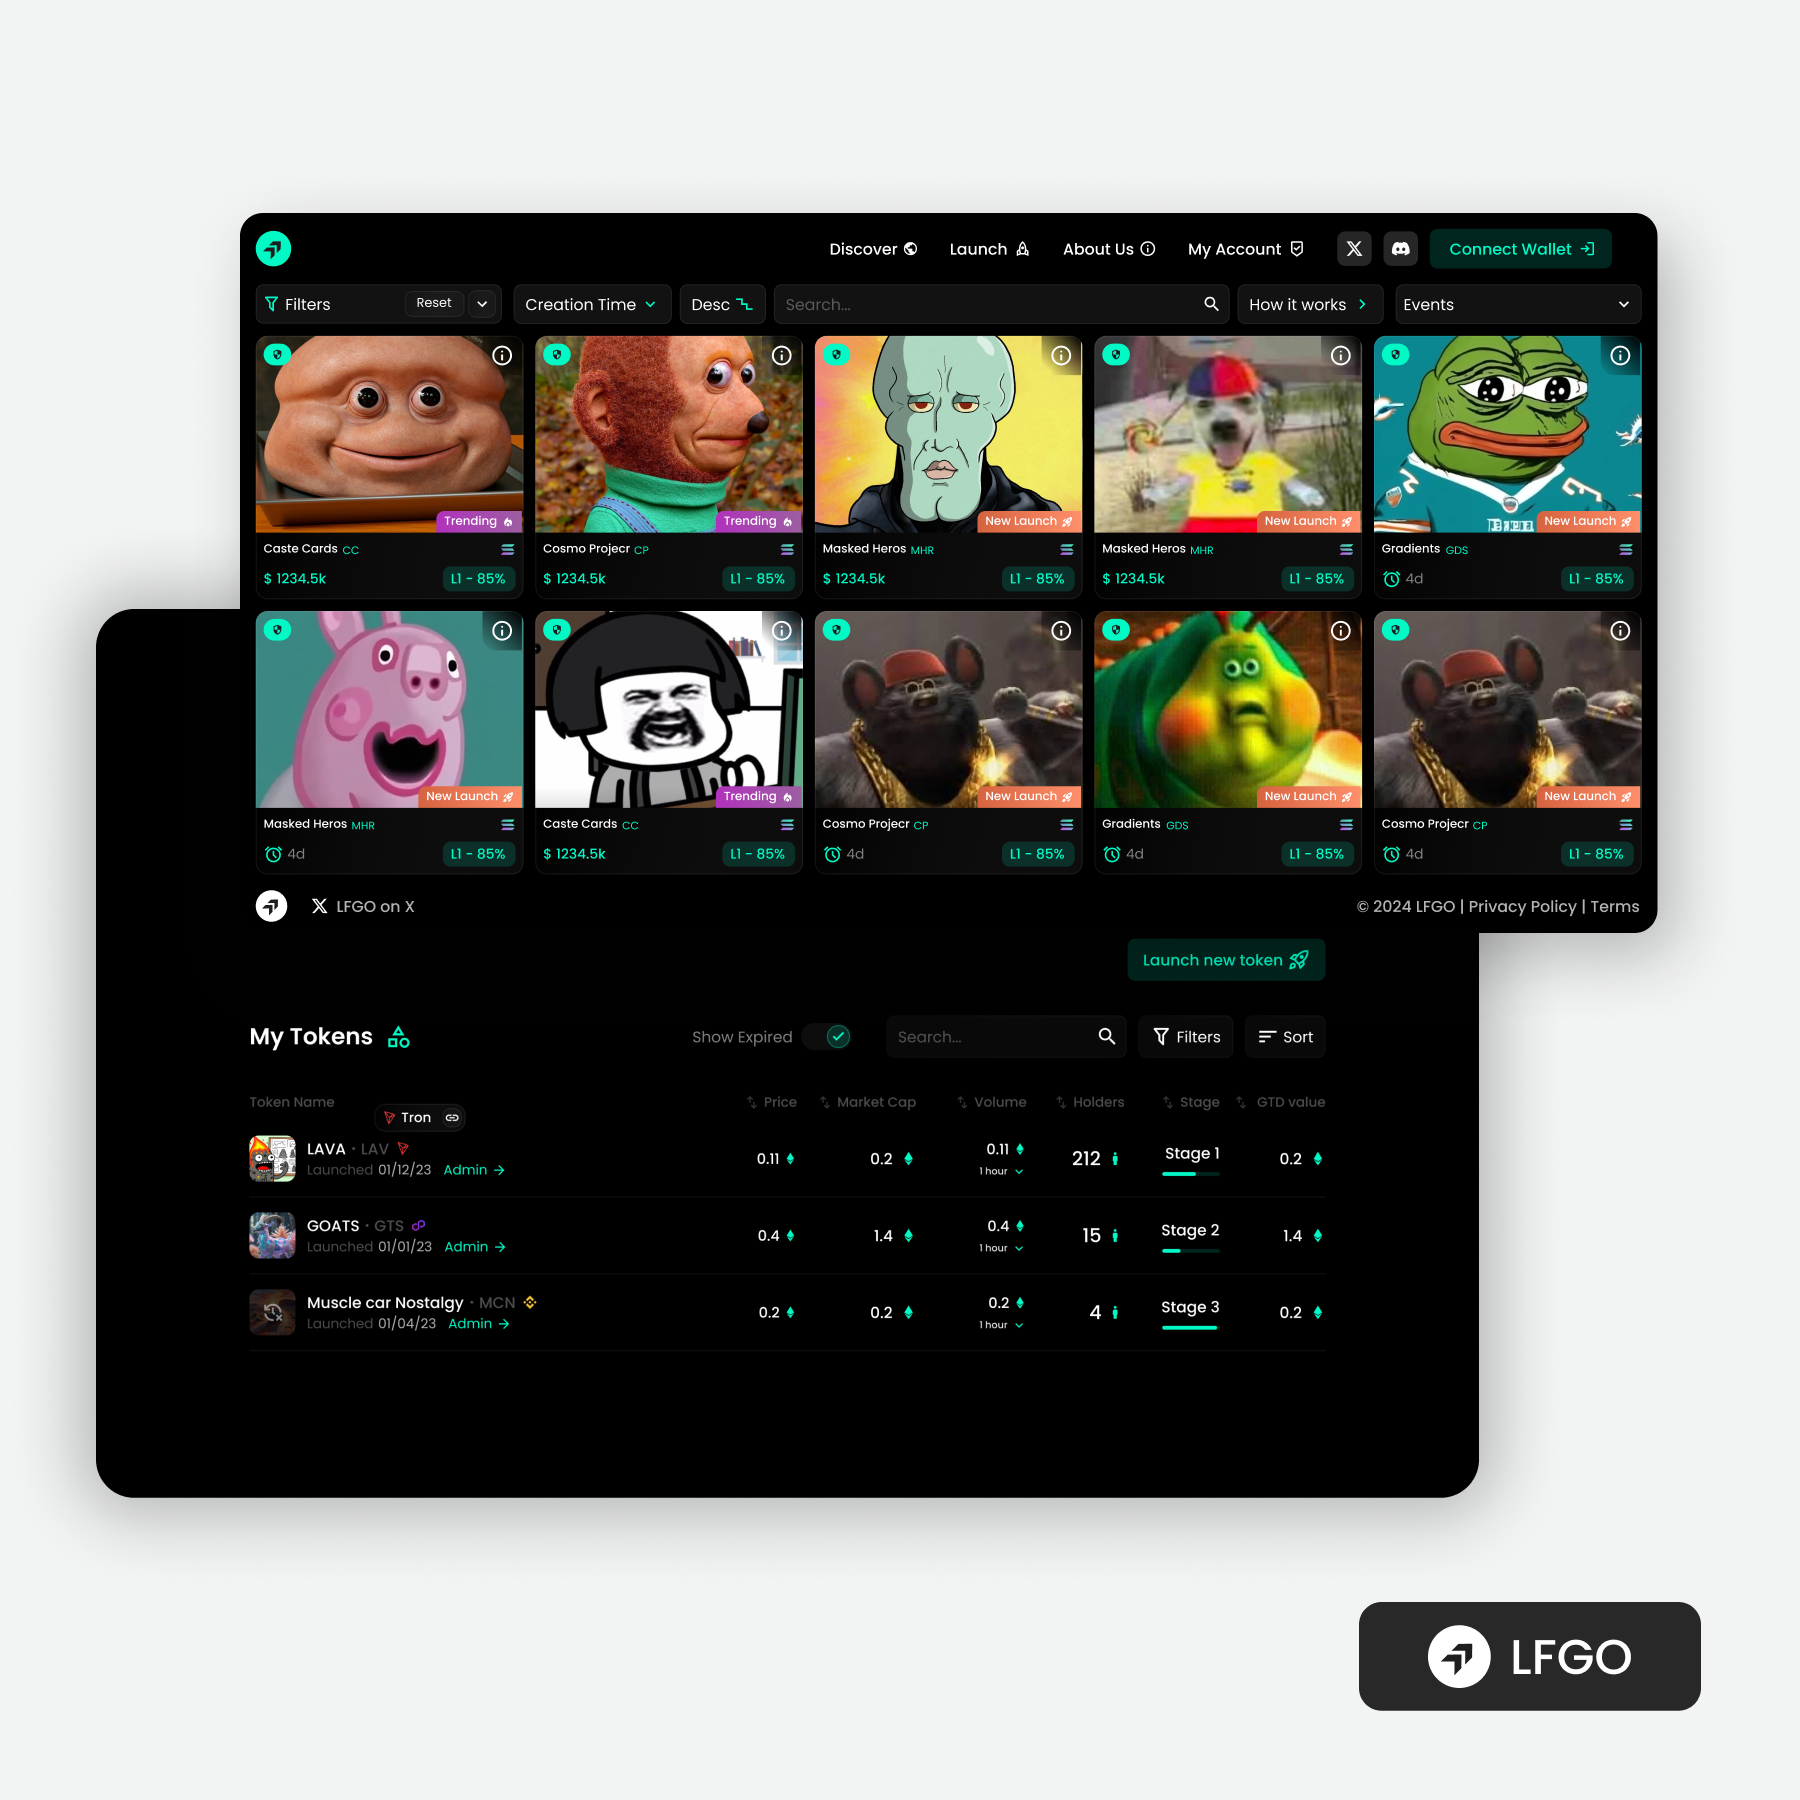 Discover Launch About Us My Account Connect Wallet
Filters Reset Creation Time Desc Search... How it works Events
Trending Trending New Launch New Launch New Launch
Caste Cards CC Cosmo Projecr CP Masked Heros MHR Masked Heros MHR Gradients GDS
$ 1234.5k L1 - 85% $ 1234.5k L1 - 85% $ 1234.5k L1 - 85% $ 1234.5k L1 - 85% 4d L1 - 85%
New Launch Trending New Launch New Launch New Launch
Masked Heros MHR Caste Cards CC Cosmo Projecr CP Gradients GDS Cosmo Projecr CP
4d L1 - 85% $ 1234.5k L1 - 85% 4d L1 - 85% 4d L1 - 85% 4d L1 - 85%
LFGO on X © 2024 LFGO | Privacy Policy | Terms
Launch new token
My Tokens Show Expired Search... Filters Sort
Token Name Price Market Cap Volume Holders Stage GTD value
Tron
LAVA · LAV 0.11 0.2 0.11 212 Stage 1 0.2
Launched 01/12/23 Admin 1 hour
GOATS · GTS 0.4 1.4 0.4 15 Stage 2 1.4
Launched 01/01/23 Admin 1 hour
Muscle car Nostalgy · MCN 0.2 0.2 0.2 4 Stage 3 0.2
Launched 01/04/23 Admin 1 hour
LFGO